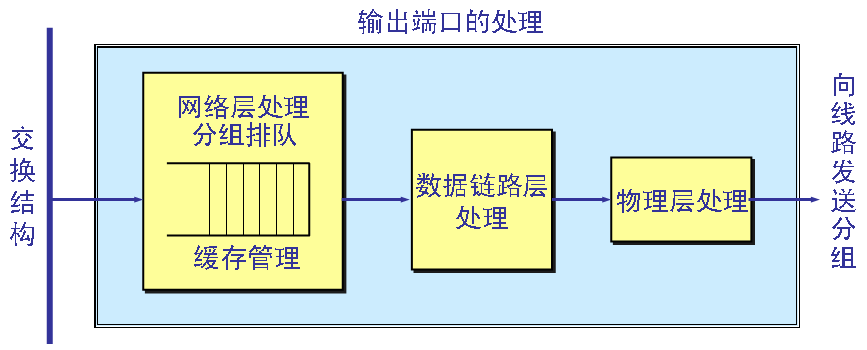 输出端口的处理
交换结构
网络层处理
分组排队
缓存管理
数据链路层
处理
物理层处理
向线路发送分组